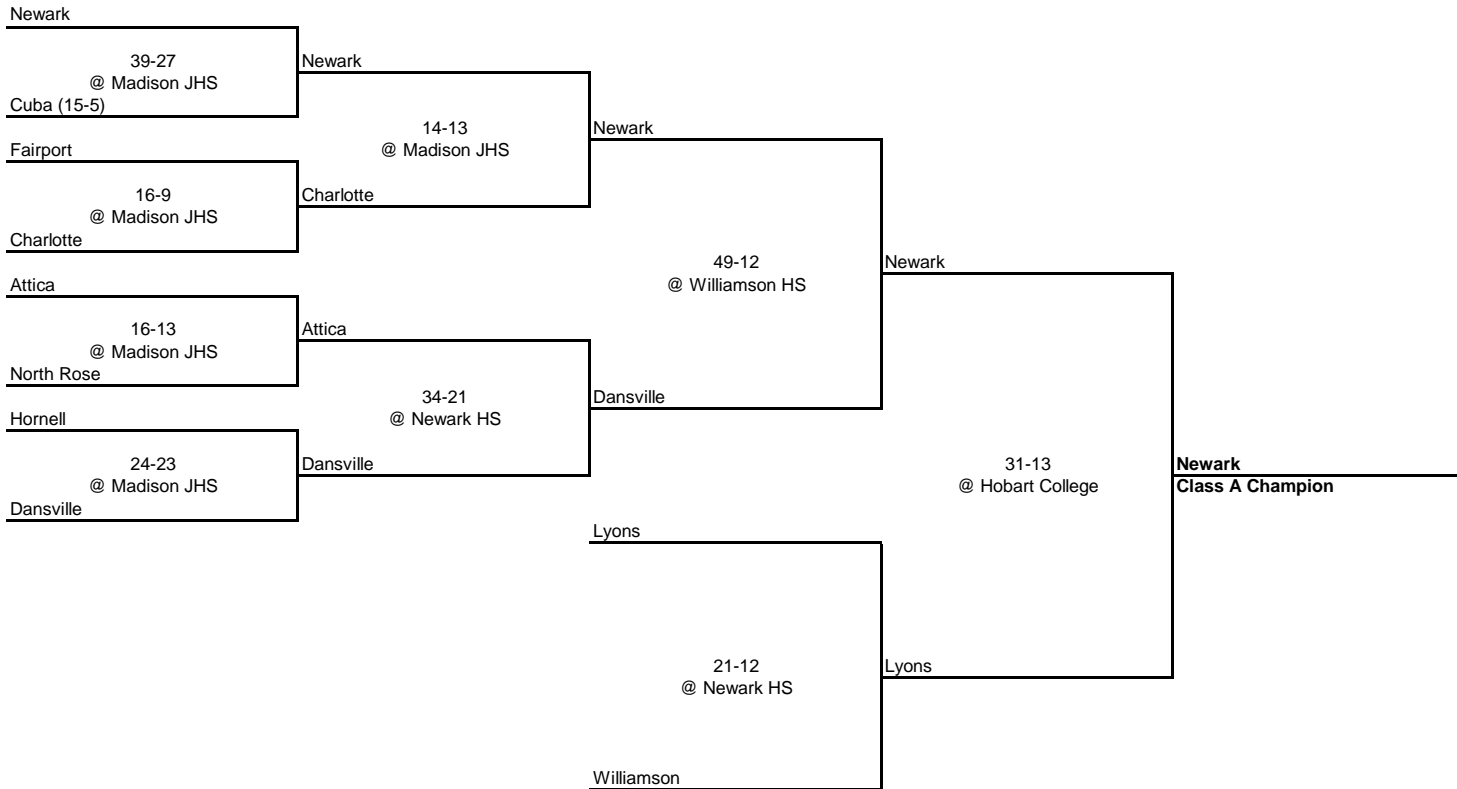 Newark
39-27
@ Madison JHS
Newark
Cuba (15-5)
14-13
@ Madison JHS
Newark
Fairport
16-9
@ Madison JHS
Charlotte
Charlotte
49-12
@ Williamson HS
Newark
Attica
16-13
@ Madison JHS
Attica
North Rose
34-21
@ Newark HS
Dansville
Hornell
24-23
@ Madison JHS
Dansville
Dansville
31-13
@ Hobart College
Newark
Class A Champion
Lyons
21-12
@ Newark HS
Lyons
Williamson